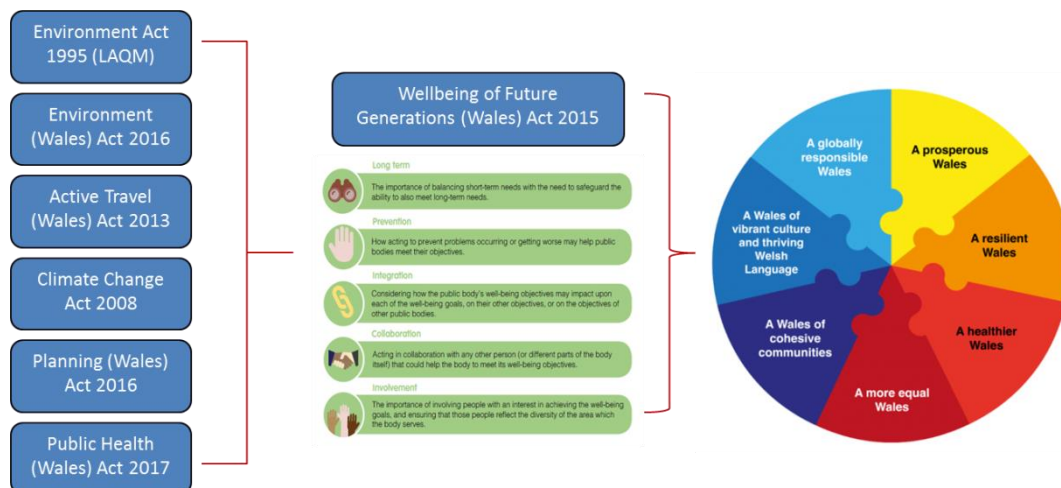 Environment Act
1995 (LAQM)
Environment
(Wales) Act 2016
Active Travel
(Wales) Act 2013
Climate Change
Act 2008
Planning (Wales)
Act 2016
Public Health
(Wales) Act 2017
Wellbeing of Future
Generations (Wales) Act 2015
Long term
The importance of balancing short-term needs with the need to safeguard the
ability to also meet long-term needs.
Prevention
How acting to prevent problems occurring or getting worse may help public
bodies meet their objectives.
Integration
Considering how the public body's well-being objectives may impact upon
each of the well-being goals, on their other objectives, or on the objectives of
other public bodies.
Collaboration
Acting in collaboration with any other person (or different parts of the body
itself) that could help the body to meet its well-being objectives.
Involvement
The importance of involving people with an interest in achieving the well-being
goals, and ensuring that those people reflect the diversity of the area which
the body serves.
A globally
responsible
Wales
A prosperous
Wales
A resilient
Wales
A healthier
Wales
A more equal
Wales
A Wales of
cohesive
communities
A Wales of
vibrant culture
and thriving
Welsh
Language